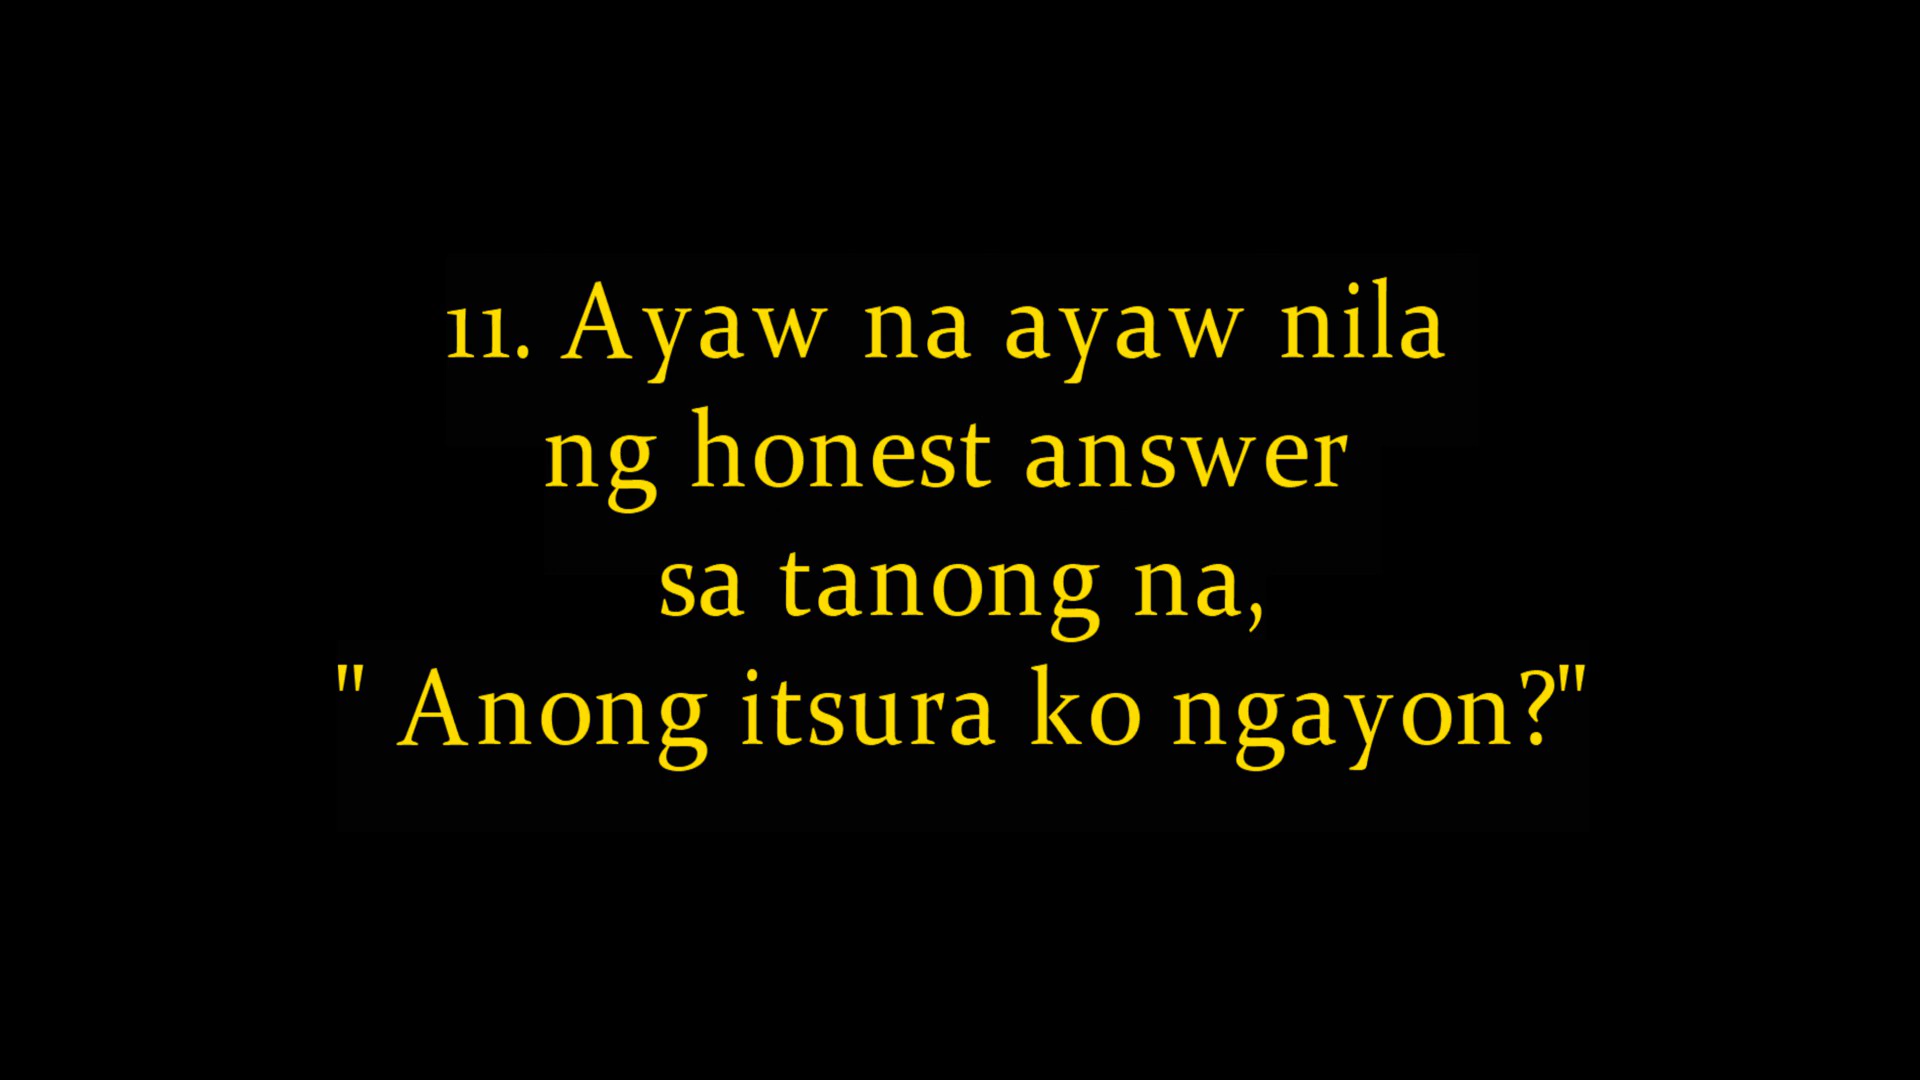 11. Ayaw na ayaw nila
ng honest answer
sa tanong na,
" Anong itsura ko ngayon?"